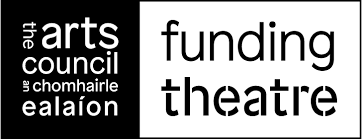 the arts
council
an chomhairle
ealaíon
funding
theatre